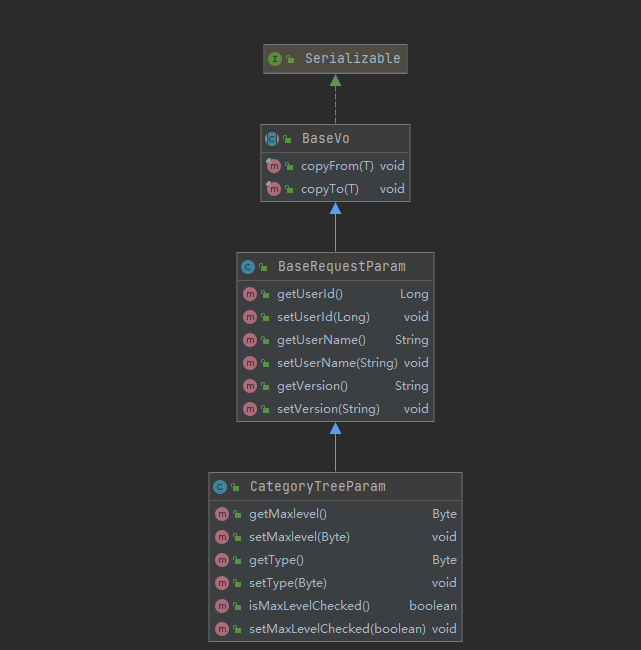 Serializable
BaseVo
copyFrom(T) void
copyTo(T) void
BaseRequestParam
getUserId() Long
setUserId(Long) void
getUserName() String
setUserName(String) void
getVersion() String
setVersion(String) void
CategoryTreeParam
getMaxlevel() Byte
setMaxlevel(Byte) void
getType() Byte
setType(Byte) void
isMaxLevelChecked() boolean
setMaxLevelChecked(boolean) void